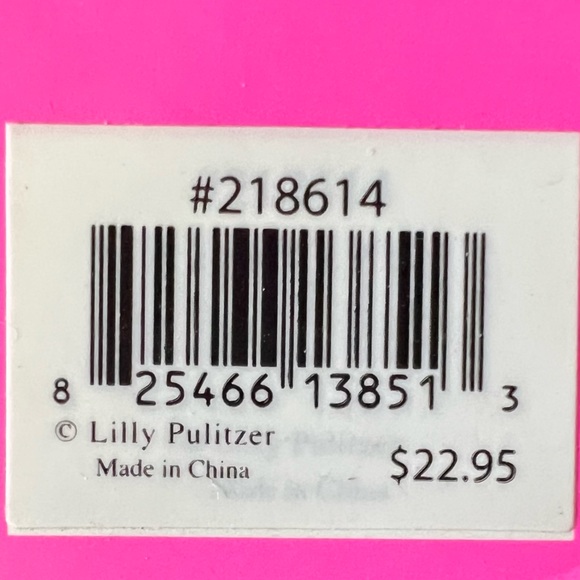 #218614
8 25466 13851 3
© Lilly Pulitzer
Made in China
$22.95